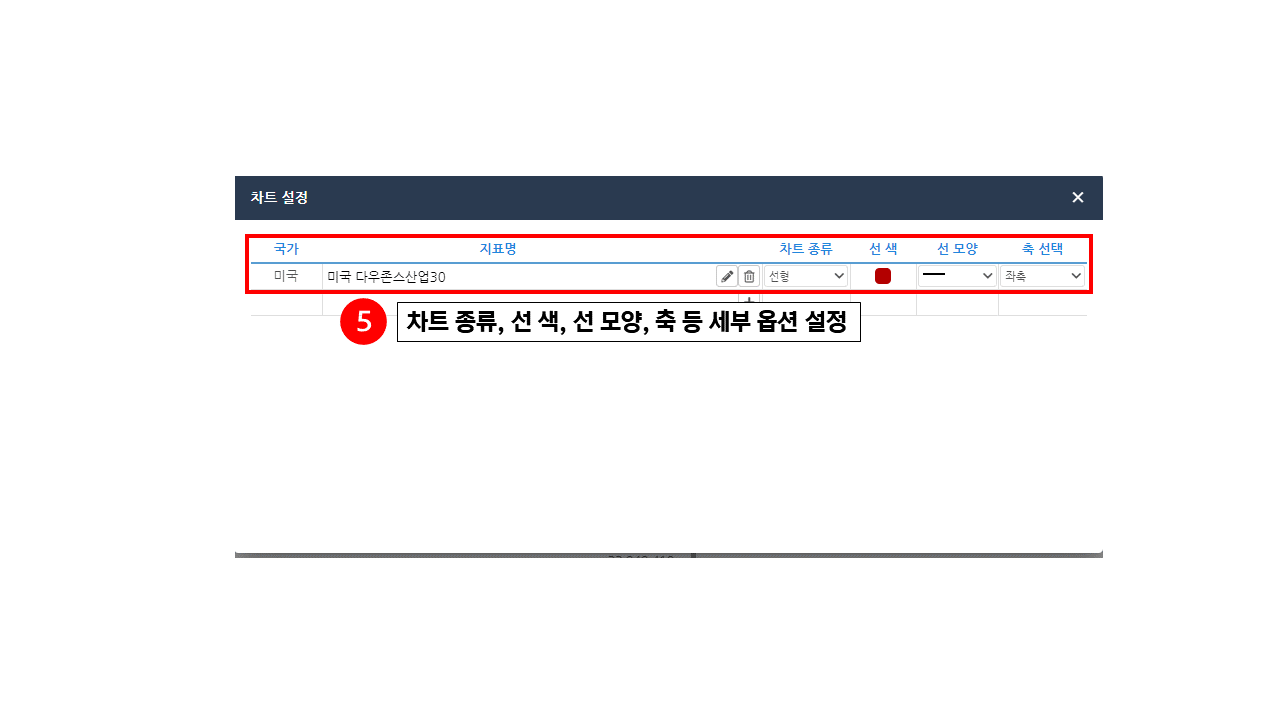 차트 설정
국가 지표명 차트 종류 선 색 선 모양 축 선택
미국 미국 다우존스산업30 선형 좌측
5 차트 종류, 선 색, 선 모양, 축 등 세부 옵션 설정